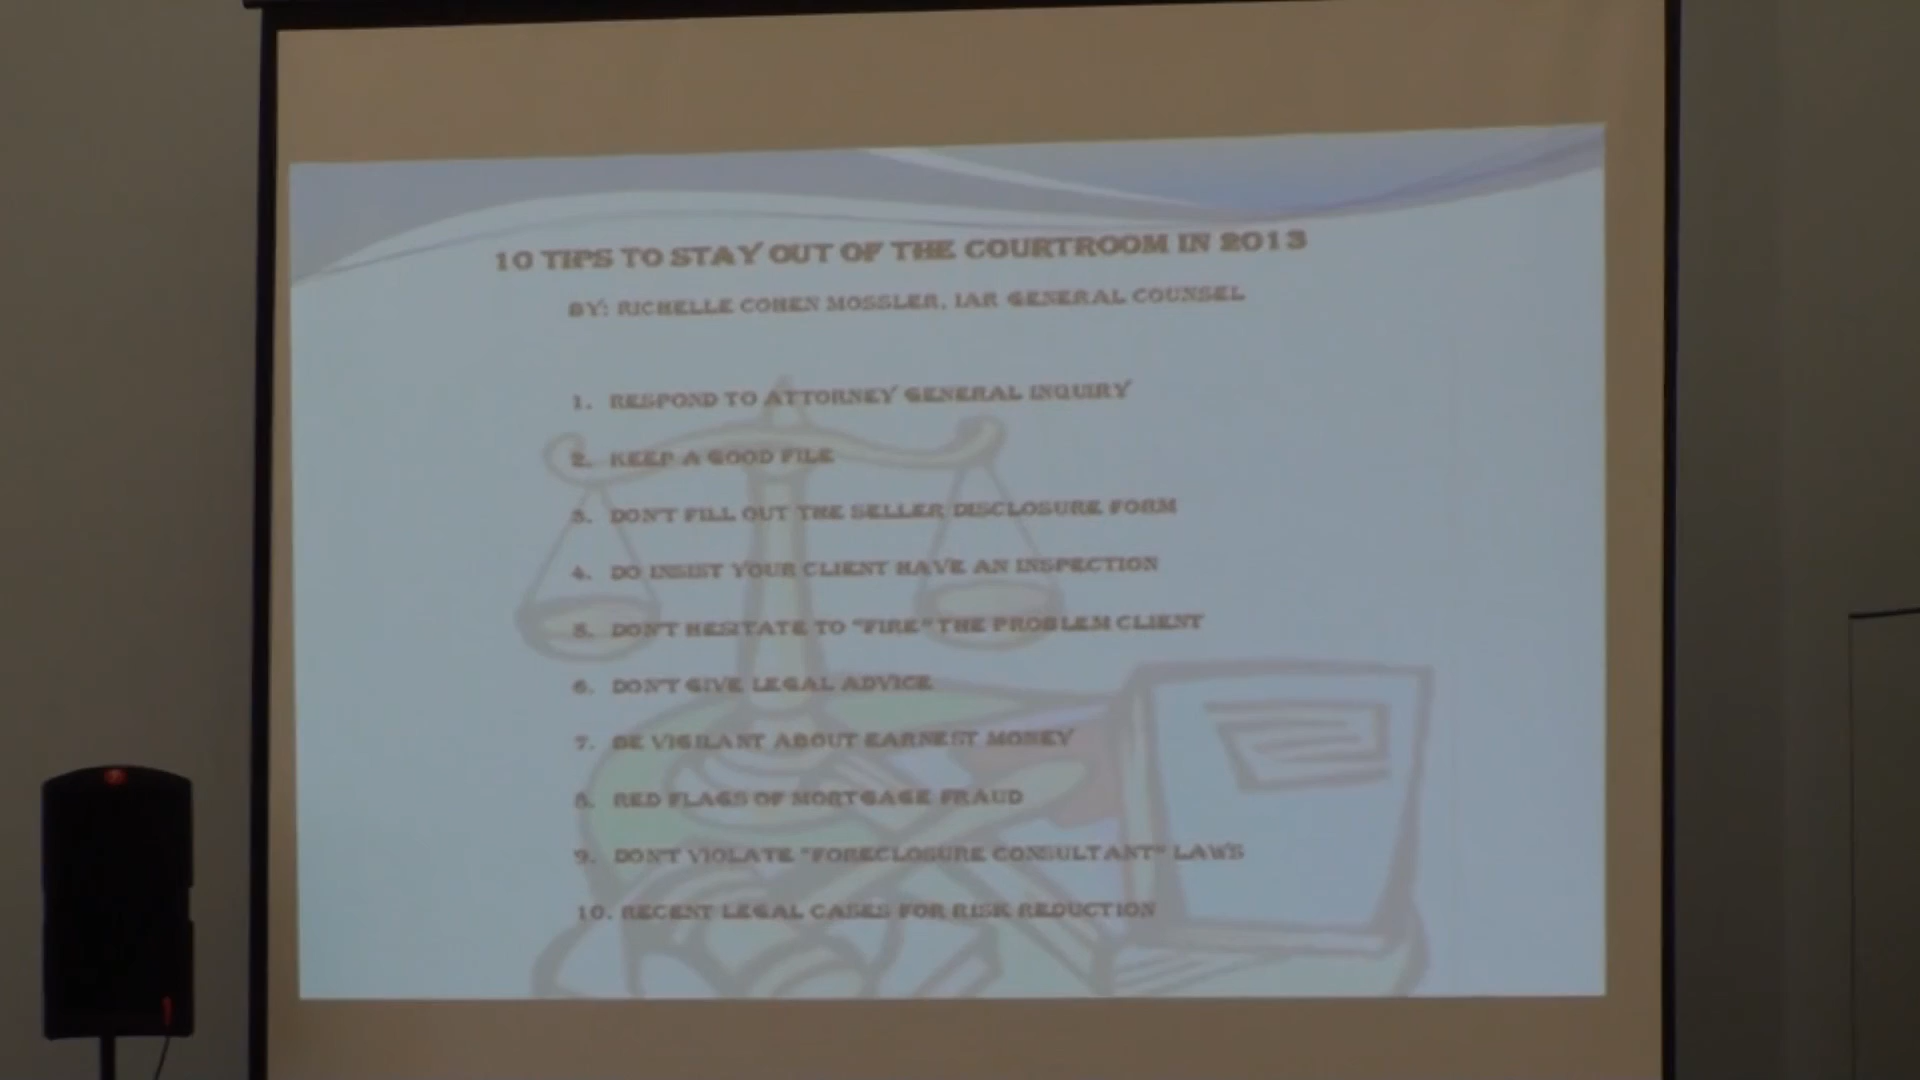 10 TIPS TO STAY OUT OF THE COURTROOM IN 2013
BY: RICHELLE COHEN MOSSLER, IAR GENERAL COUNSEL
1. RESPOND TO ATTORNEY GENERAL INQUIRY
2. KEEP A GOOD FILE
3. DON'T FILL OUT THE SELLER DISCLOSURE FORM
4. DO INSIST YOUR CLIENT HAVE AN INSPECTION
5. DON'T HESITATE TO "FIRE" THE PROBLEM CLIENT
6. DON'T GIVE LEGAL ADVICE
7. BE VIGILANT ABOUT EARNEST MONEY
8. RED FLAGS OF MORTGAGE FRAUD
9. DON'T VIOLATE "FORECLOSURE CONSULTANT" LAWS
10. RECENT LEGAL CASES FOR RISK REDUCTION